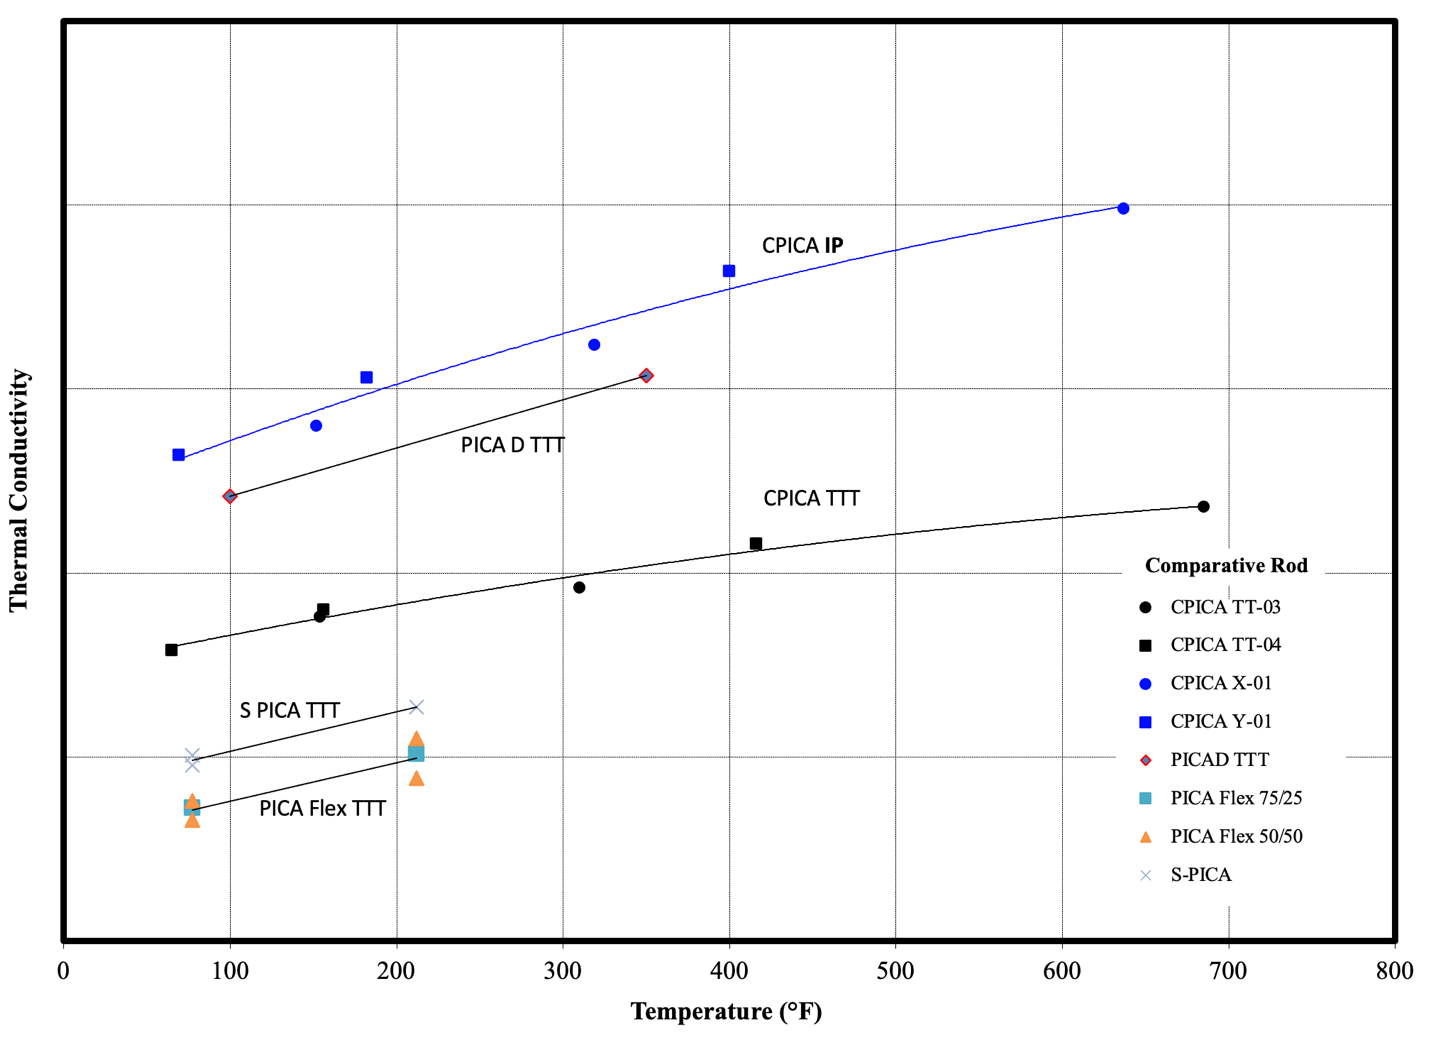 CPICA IP
PICA D TTT
CPICA TTT
S PICA TTT
PICA Flex TTT
Thermal Conductivity
Comparative Rod
CPICA TT-03
CPICA TT-04
CPICA X-01
CPICA Y-01
PICAD TTT
PICA Flex 75/25
PICA Flex 50/50
S-PICA
0 100 200 300 400 500 600 700 800
Temperature (°F)